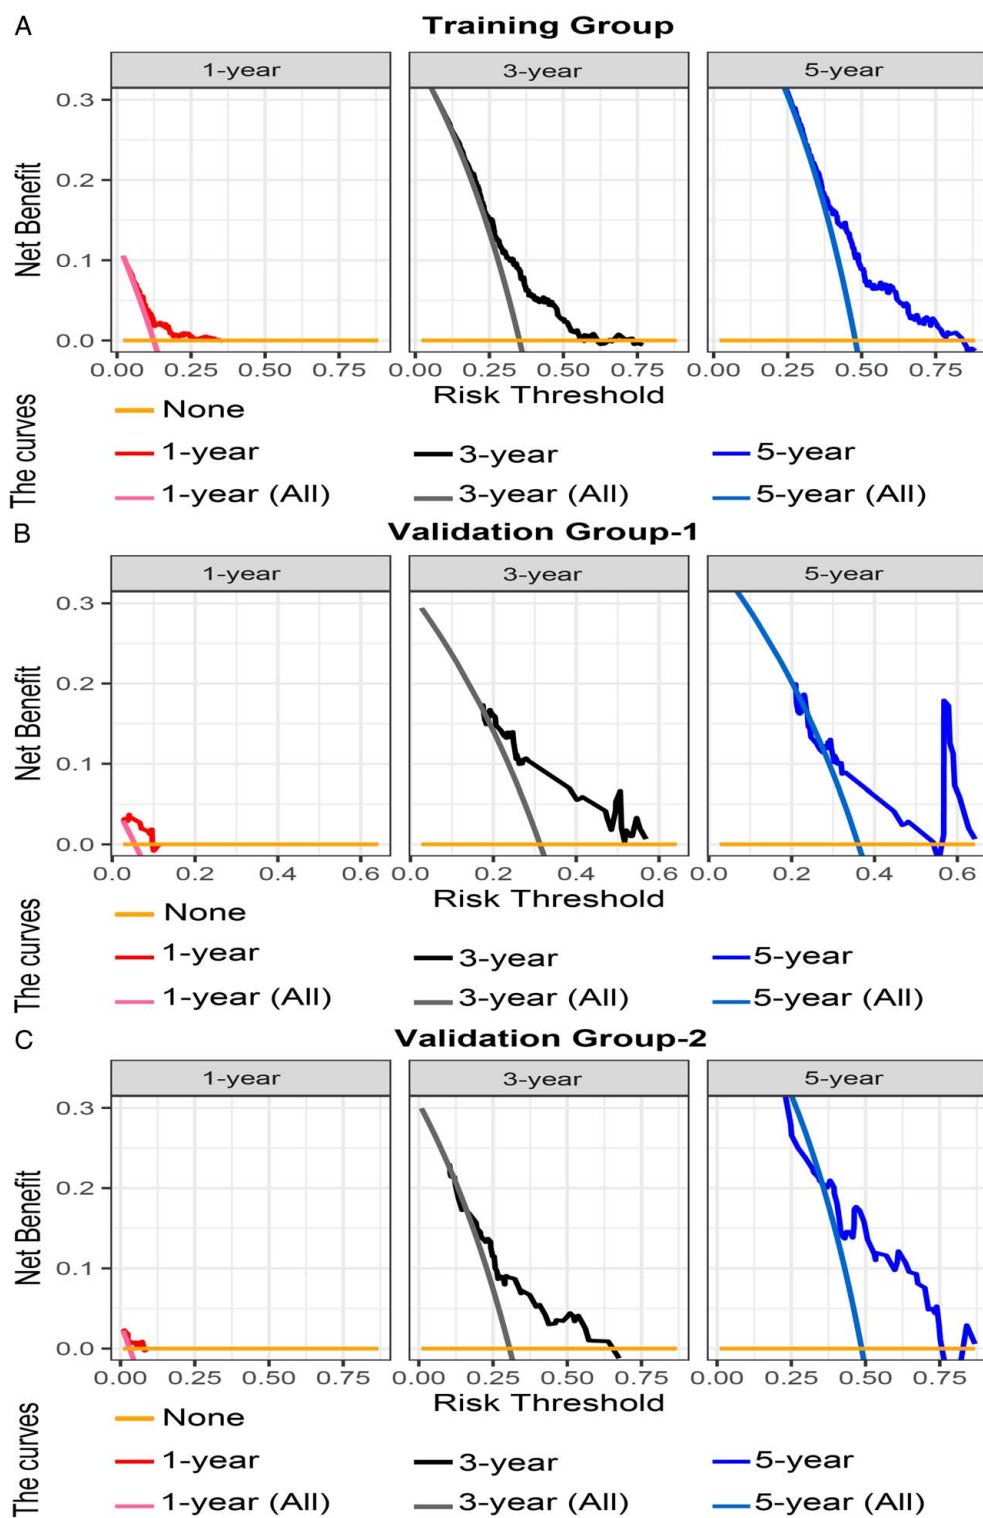 A
Training Group
1-year 3-year 5-year
0.3
0.2
0.1
0.0
Net Benefit
0.00 0.25 0.50 0.75 0.00 0.25 0.50 0.75 0.00 0.25 0.50 0.75
Risk Threshold
The curves
None
1-year 3-year 5-year
1-year (All) 3-year (All) 5-year (All)
B
Validation Group-1
1-year 3-year 5-year
0.3
0.2
0.1
0.0
Net Benefit
0.0 0.2 0.4 0.6 0.0 0.2 0.4 0.6 0.0 0.2 0.4 0.6
Risk Threshold
The curves
None
1-year 3-year 5-year
1-year (All) 3-year (All) 5-year (All)
C
Validation Group-2
1-year 3-year 5-year
0.3
0.2
0.1
0.0
Net Benefit
0.00 0.25 0.50 0.75 0.00 0.25 0.50 0.75 0.00 0.25 0.50 0.75
Risk Threshold
The curves
None
1-year 3-year 5-year
1-year (All) 3-year (All) 5-year (All)